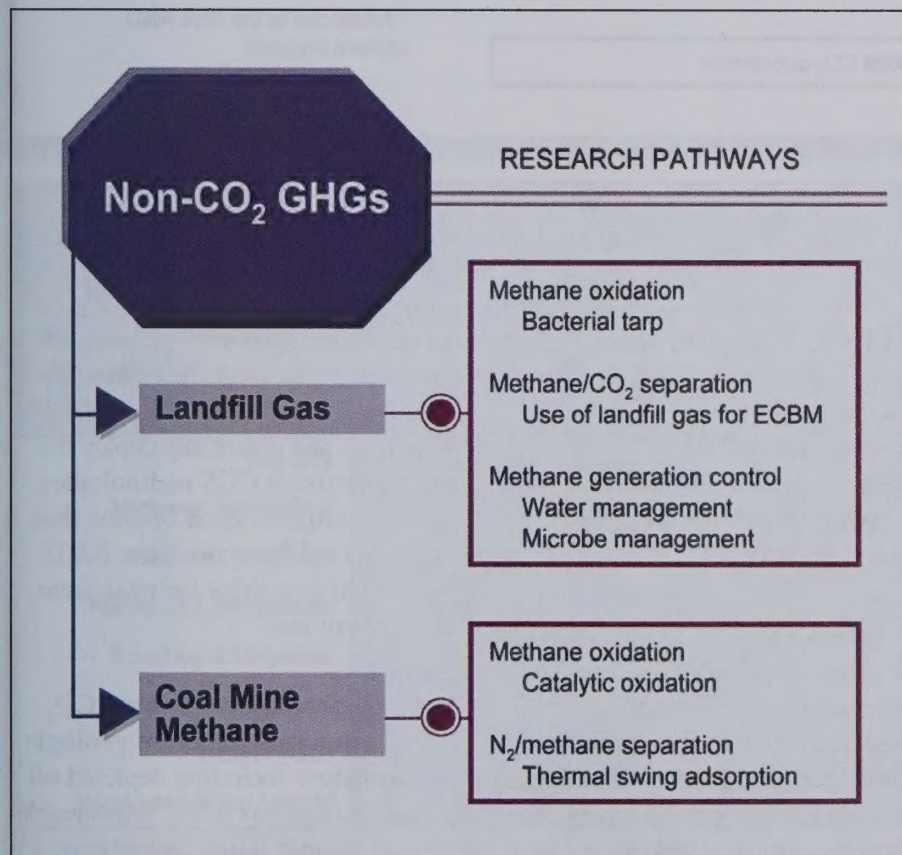 Non-CO₂ GHGs
RESEARCH PATHWAYS
Landfill Gas
Methane oxidation
Bacterial tarp
Methane/CO₂ separation
Use of landfill gas for ECBM
Methane generation control
Water management
Microbe management
Coal Mine
Methane
Methane oxidation
Catalytic oxidation
N₂/methane separation
Thermal swing adsorption